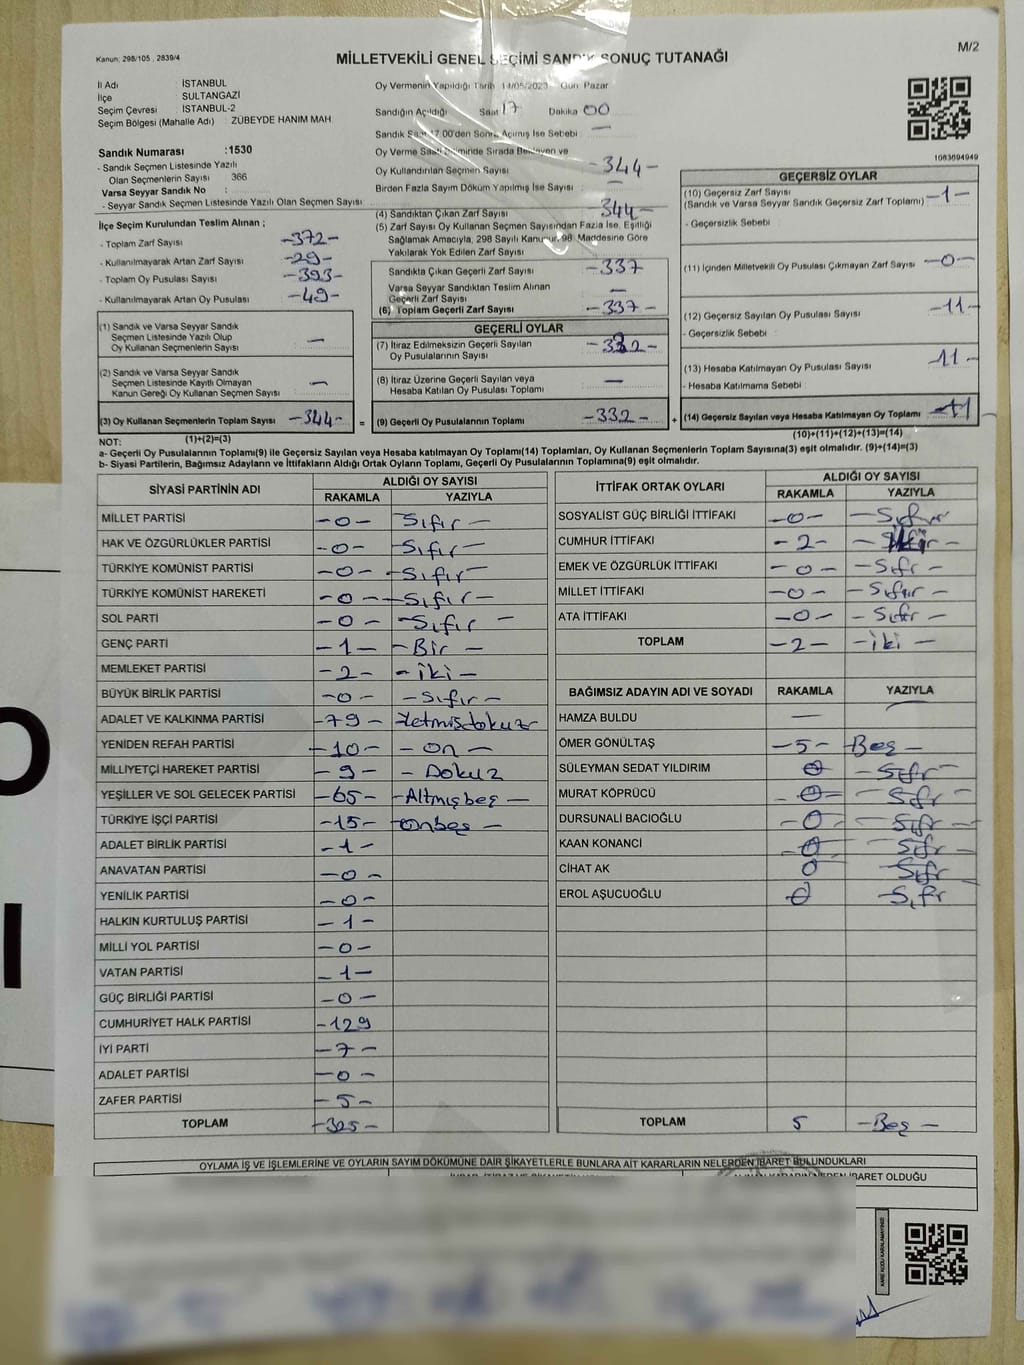 Kanun, 298/105 , 2839/4
MİLLETVEKİLİ GENEL SEÇİMİ SANDIK SONUÇ TUTANAĞI
M/2
İl Adı : İSTANBUL
İlçe : SULTANGAZİ
Seçim Çevresi : İSTANBUL-2
Seçim Bölgesi (Mahalle Adı) : ZÜBEYDE HANIM MAH.
Sandık Numarası :1530
- Sandık Seçmen Listesinde Yazılı
Olan Seçmenlerin Sayısı 366
Varsa Seyyar Sandık No :
- Seyyar Sandık Seçmen Listesinde Yazılı Olan Seçmen Sayısı
Oy Vermenin Yapıldığı Tarih 14/05/2023 Gün Pazar
Sandığın Açıldığı Saat 17 Dakika 00
Sandık Saat 17.00'den Sonra Açılmış İse Sebebi : —
Oy Verme Saati Bitiminde Sırada Bekleyen ve
Oy Kullandırılan Seçmen Sayısı -344-
Birden Fazla Sayım Döküm Yapılmış İse Sayısı : —
1083694949
İlçe Seçim Kurulundan Teslim Alınan ;
- Toplam Zarf Sayısı -372-
- Kullanılmayarak Artan Zarf Sayısı -29-
- Toplam Oy Pusulası Sayısı -393-
- Kullanılmayarak Artan Oy Pusulası -49-
(4) Sandıktan Çıkan Zarf Sayısı 344-
(5) Zarf Sayısı Oy Kullanan Seçmen Sayısından Fazla İse, Eşitliği
Sağlamak Amacıyla, 298 Sayılı Kanunun 98. Maddesine Göre
Yakılarak Yok Edilen Zarf Sayısı
Sandıkta Çıkan Geçerli Zarf Sayısı -337
Varsa Seyyar Sandıktan Teslim Alınan
Geçerli Zarf Sayısı —
(6) Toplam Geçerli Zarf Sayısı -337-
GEÇERSİZ OYLAR
(10) Geçersiz Zarf Sayısı
(Sandık ve Varsa Seyyar Sandık Geçersiz Zarf Toplamı) -1-
- Geçersizlik Sebebi :
(11) İçinden Milletvekili Oy Pusulası Çıkmayan Zarf Sayısı -0-
(12) Geçersiz Sayılan Oy Pusulası Sayısı -11-
- Geçersizlik Sebebi :
(13) Hesaba Katılmayan Oy Pusulası Sayısı 11-
- Hesaba Katılmama Sebebi :
(14) Geçersiz Sayılan veya Hesaba Katılmayan Oy Toplamı
(10)+(11)+(12)+(13)=(14)
(1) Sandık ve Varsa Seyyar Sandık
Seçmen Listesinde Yazılı Olup
Oy Kullanan Seçmenlerin Sayısı —
(2) Sandık ve Varsa Seyyar Sandık
Seçmen Listesinde Kayıtlı Olmayan
Kanun Gereği Oy Kullanan Seçmen Sayısı —
(3) Oy Kullanan Seçmenlerin Toplam Sayısı -344- =
(1)+(2)=(3)
GEÇERLİ OYLAR
(7) İtiraz Edilmeksizin Geçerli Sayılan
Oy Pusulalarının Sayısı -332-
(8) İtiraz Üzerine Geçerli Sayılan veya
Hesaba Katılan Oy Pusulası Toplamı —
(9) Geçerli Oy Pusulalarının Toplamı -332- +
NOT:
a- Geçerli Oy Pusulalarının Toplamı(9) ile Geçersiz Sayılan veya Hesaba katılmayan Oy Toplamı(14) Toplamları, Oy Kullanan Seçmenlerin Toplam Sayısına(3) eşit olmalıdır. (9)+(14)=(3)
b- Siyasi Partilerin, Bağımsız Adayların ve İttifakların Aldığı Ortak Oyların Toplamı, Geçerli Oy Pusulalarının Toplamına(9) eşit olmalıdır.
SİYASİ PARTİNİN ADI ALDIĞI OY SAYISI
RAKAMLA YAZIYLA
MİLLET PARTİSİ -0- Sıfır -
HAK VE ÖZGÜRLÜKLER PARTİSİ -0- -Sıfır -
TÜRKİYE KOMÜNİST PARTİSİ -0- -Sıfır -
TÜRKİYE KOMÜNİST HAREKETİ -0- -Sıfır -
SOL PARTİ -0- -Sıfır -
GENÇ PARTİ -1- -Bir -
MEMLEKET PARTİSİ -2- -iki -
BÜYÜK BİRLİK PARTİSİ -0- -Sıfır -
ADALET VE KALKINMA PARTİSİ -79- Yetmişdokuz
YENİDEN REFAH PARTİSİ -10- -On -
MİLLİYETÇİ HAREKET PARTİSİ -9- -Dokuz
YEŞİLLER VE SOL GELECEK PARTİSİ -65- -Altmışbeş -
TÜRKİYE İŞÇİ PARTİSİ -15- -Onbeş -
ADALET BİRLİK PARTİSİ -1-
ANAVATAN PARTİSİ -0-
YENİLİK PARTİSİ -0-
HALKIN KURTULUŞ PARTİSİ -1-
MİLLİ YOL PARTİSİ -0-
VATAN PARTİSİ -1-
GÜÇ BİRLİĞİ PARTİSİ -0-
CUMHURİYET HALK PARTİSİ -129
İYİ PARTİ -7-
ADALET PARTİSİ -0-
ZAFER PARTİSİ -5-
TOPLAM -325-
İTTİFAK ORTAK OYLARI ALDIĞI OY SAYISI
RAKAMLA YAZIYLA
SOSYALİST GÜÇ BİRLİĞİ İTTİFAKI -0- -Sıfır
CUMHUR İTTİFAKI -2-
EMEK VE ÖZGÜRLÜK İTTİFAKI -0- -Sıfr -
MİLLET İTTİFAKI -0- -Sıfır -
ATA İTTİFAKI -0- -Sıfr -
TOPLAM -2- -iki -
BAĞIMSIZ ADAYIN ADI VE SOYADI RAKAMLA YAZIYLA
HAMZA BULDU —
ÖMER GÖNÜLTAŞ -5- -Beş -
SÜLEYMAN SEDAT YILDIRIM 0 -Sıfr -
MURAT KÖPRÜCÜ -0- -Sıfr -
DURSUNALİ BACIOĞLU -0- -Sıfr -
KAAN KONANCİ -0- -Sıfr -
CİHAT AK 0 -Sıfr
EROL AŞUCUOĞLU 0 -Sıfr
TOPLAM 5 -Beş -
OYLAMA İŞ VE İŞLEMLERİNE VE OYLARIN SAYIM DÖKÜMÜNE DAİR ŞİKAYETLERLE BUNLARA AİT KARARLARIN NELERDEN İBARET BULUNDUKLARI
ALINAN KARARIN NEDEN İBARET OLDUĞU
KARE KODU KARALAMAYINIZ!